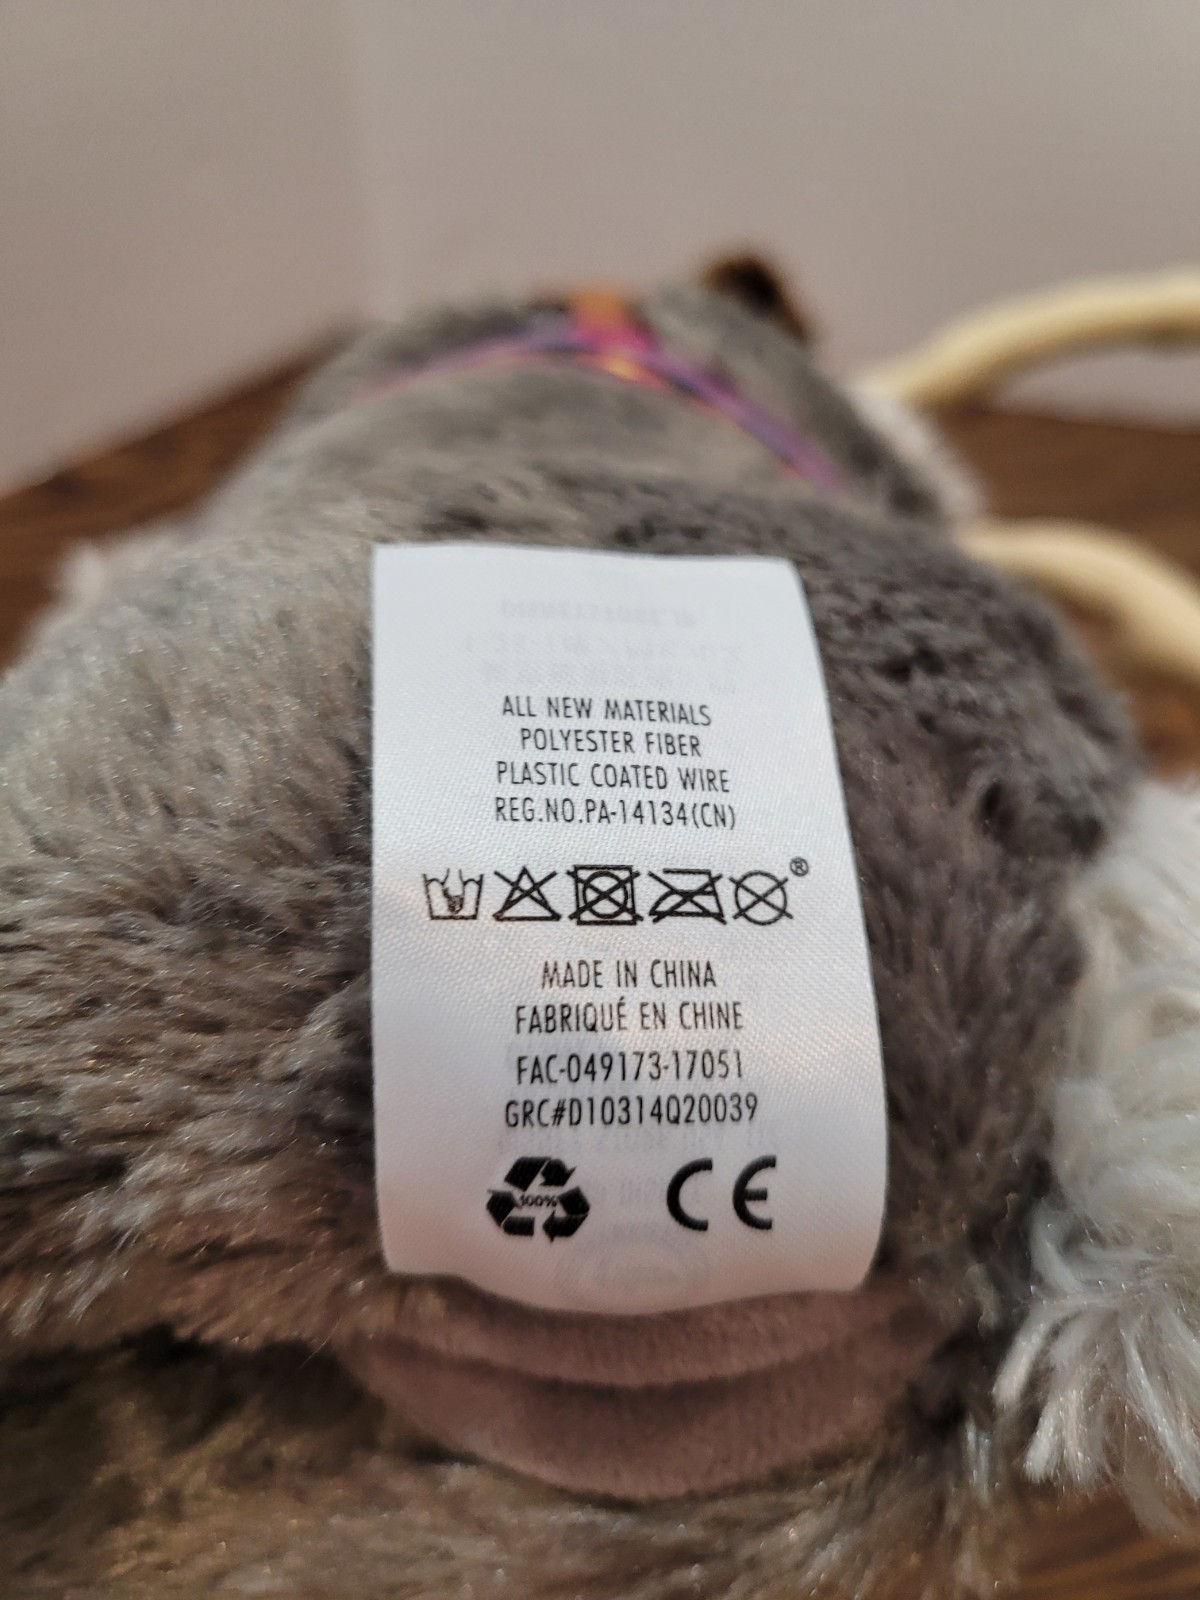 ALL NEW MATERIALS
POLYESTER FIBER
PLASTIC COATED WIRE
REG.NO.PA-14134(CN)
®
MADE IN CHINA
FABRIQUÉ EN CHINE
FAC-049173-17051
GRC#D10314Q20039
100% CE